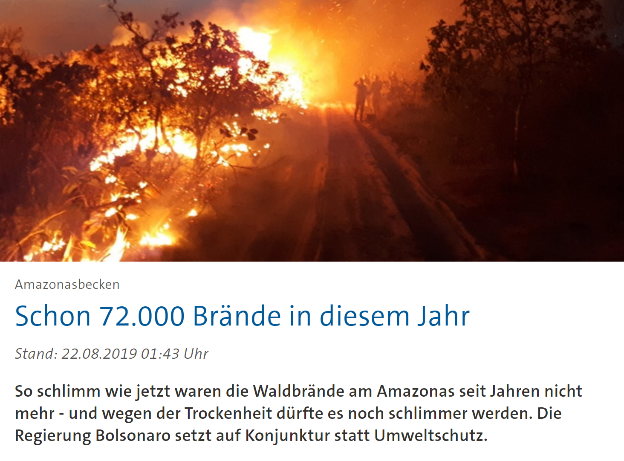 Amazonasbecken
Schon 72.000 Brände in diesem Jahr
Stand: 22.08.2019 01:43 Uhr
So schlimm wie jetzt waren die Waldbrände am Amazonas seit Jahren nicht
mehr - und wegen der Trockenheit dürfte es noch schlimmer werden. Die
Regierung Bolsonaro setzt auf Konjunktur statt Umweltschutz.